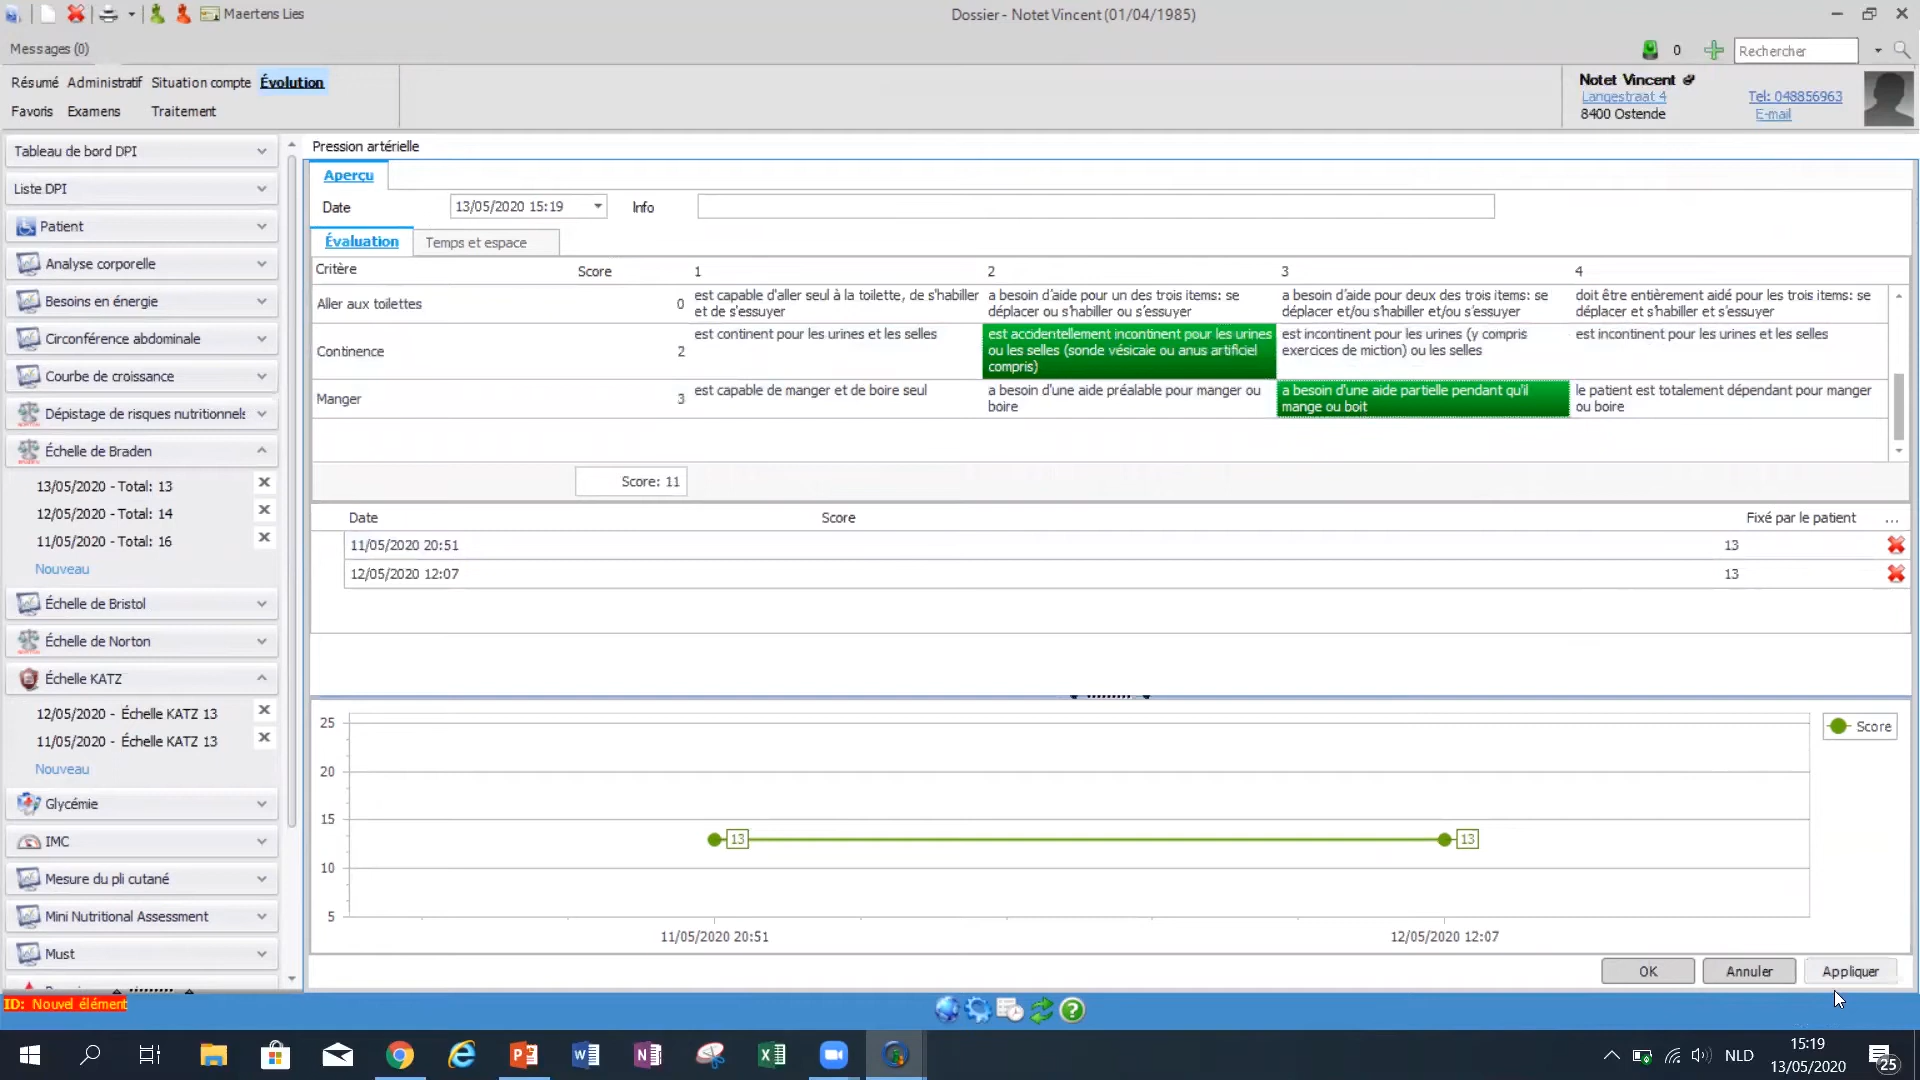 Maertens Lies
Dossier - Notet Vincent (01/04/1985)
Messages (0)
0
Rechercher
Résumé Administratif Situation compte Évolution
Favoris Examens Traitement
Notet Vincent
Langestraat 4
8400 Ostende
Tel: 048856963
E-mail
Tableau de bord DPI
Liste DPI
Patient
Analyse corporelle
Besoins en énergie
Circonférence abdominale
Courbe de croissance
Dépistage de risques nutritionnels
Échelle de Braden
13/05/2020 - Total: 13
12/05/2020 - Total: 14
11/05/2020 - Total: 16
Nouveau
Échelle de Bristol
Échelle de Norton
Échelle KATZ
12/05/2020 - Échelle KATZ 13
11/05/2020 - Échelle KATZ 13
Nouveau
Glycémie
IMC
Mesure du pli cutané
Mini Nutritional Assessment
Must
Pression artérielle
Aperçu
Date 13/05/2020 15:19 Info
Évaluation Temps et espace
Critère Score 1 2 3 4
Aller aux toilettes 0
est capable d'aller seul à la toilette, de s'habiller
et de s'essuyer
a besoin d'aide pour un des trois items: se
déplacer ou s'habiller ou s'essuyer
a besoin d'aide pour deux des trois items: se
déplacer et/ou s'habiller et/ou s'essuyer
doit être entièrement aidé pour les trois items: se
déplacer et s'habiller et s'essuyer
Continence 2
est continent pour les urines et les selles
est accidentellement incontinent pour les urines
ou les selles (sonde vésicaie ou anus artificiel
compris)
est incontinent pour les urines (y compris
exercices de miction) ou les selles
est incontinent pour les urines et les selles
Manger 3
est capable de manger et de boire seul
a besoin d'une aide préalable pour manger ou
boire
a besoin d'une aide partielle pendant qu'il
mange ou boit
le patient est totalement dépendant pour manger
ou boire
Score: 11
Date Score Fixé par le patient ...
11/05/2020 20:51 13
12/05/2020 12:07 13
25
20
15
10
5
13 13
Score
11/05/2020 20:51 12/05/2020 12:07
OK Annuler Appliquer
ID: Nouvel élément
NLD
15:19
13/05/2020
25